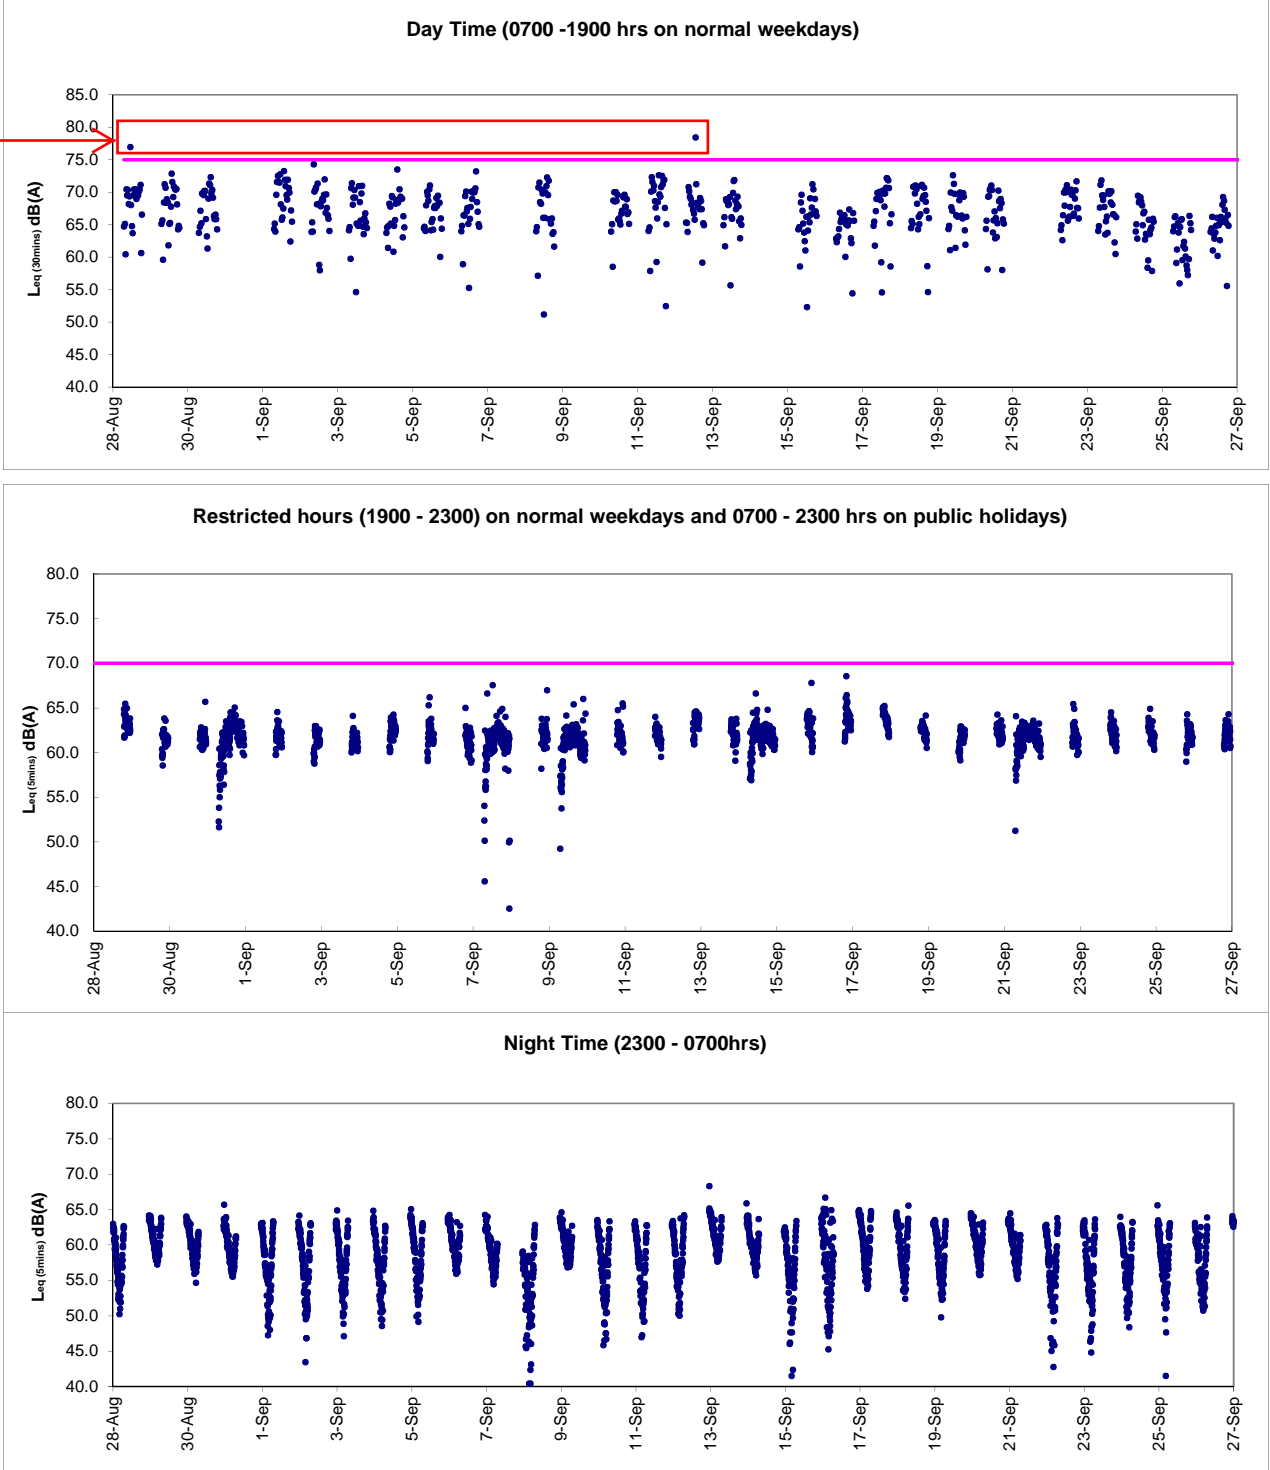 Day Time (0700 -1900 hrs on normal weekdays)
85.0
80.0
75.0
70.0
65.0
60.0
55.0
50.0
45.0
40.0
Leq (30mins) dB(A)
28-Aug
30-Aug
1-Sep
3-Sep
5-Sep
7-Sep
9-Sep
11-Sep
13-Sep
15-Sep
17-Sep
19-Sep
21-Sep
23-Sep
25-Sep
27-Sep
Restricted hours (1900 - 2300) on normal weekdays and 0700 - 2300 hrs on public holidays)
80.0
75.0
70.0
65.0
60.0
55.0
50.0
45.0
40.0
Leq (5mins) dB(A)
28-Aug
30-Aug
1-Sep
3-Sep
5-Sep
7-Sep
9-Sep
11-Sep
13-Sep
15-Sep
17-Sep
19-Sep
21-Sep
23-Sep
25-Sep
27-Sep
Night Time (2300 - 0700hrs)
80.0
75.0
70.0
65.0
60.0
55.0
50.0
45.0
40.0
Leq (5mins) dB(A)
28-Aug
30-Aug
1-Sep
3-Sep
5-Sep
7-Sep
9-Sep
11-Sep
13-Sep
15-Sep
17-Sep
19-Sep
21-Sep
23-Sep
25-Sep
27-Sep